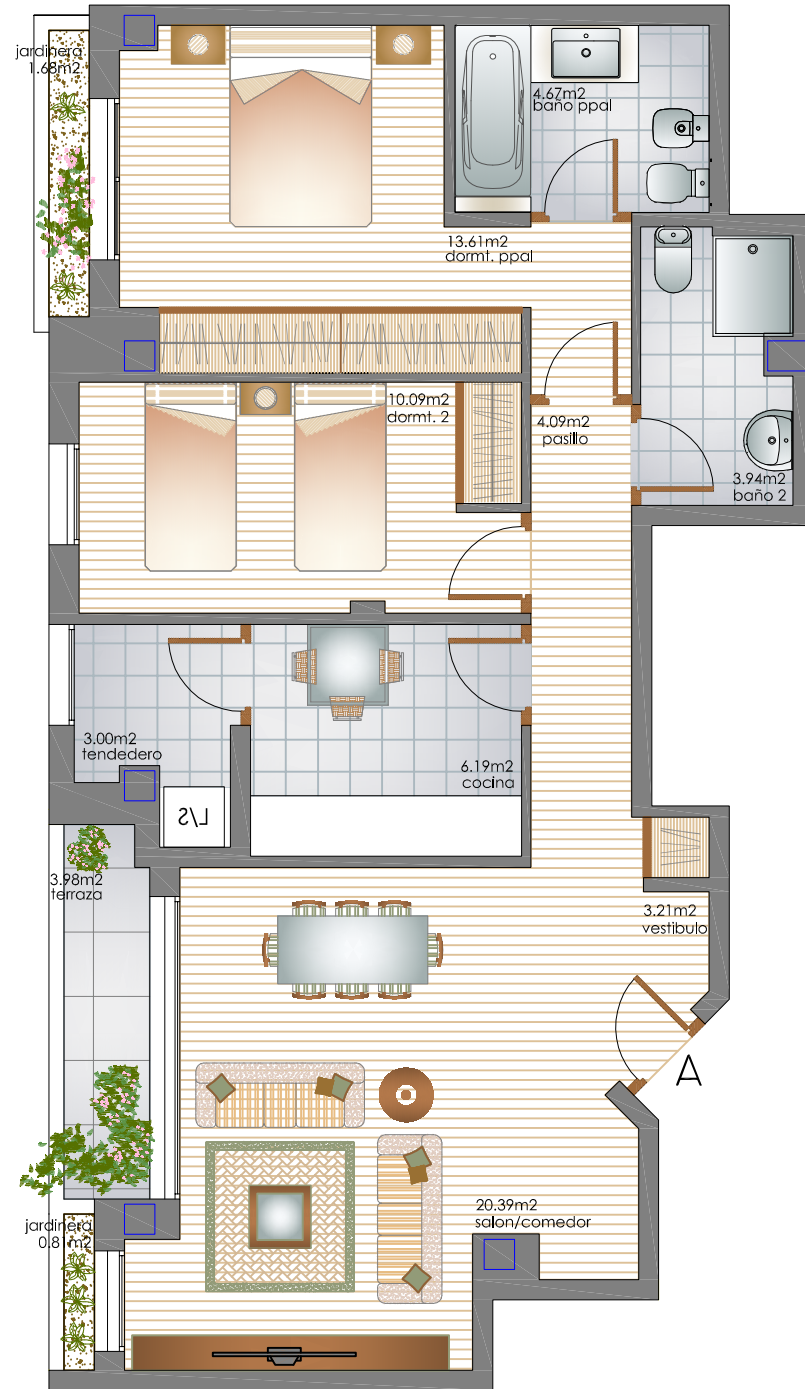 jardinera
1.68m2
4.67m2
baño ppal
13.61m2
dormt. ppal
10.09m2
dormt. 2
4.09m2
pasillo
3.94m2
baño 2
3.00m2
tendedero
6.19m2
cocina
L/S
3.98m2
terraza
3.21m2
vestibulo
A
20.39m2
salon/comedor
jardinera
0.81m2